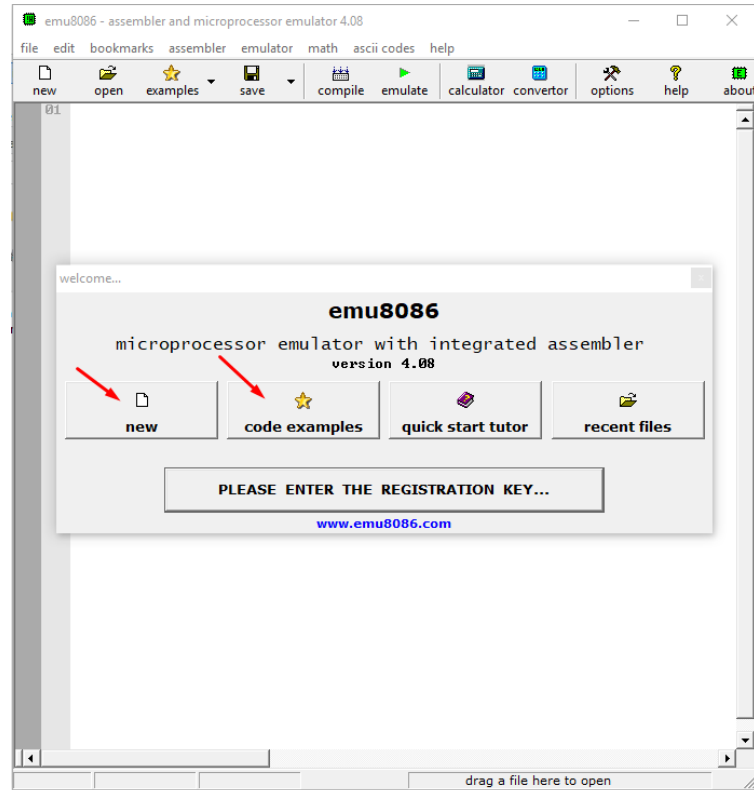 emu8086 - assembler and microprocessor emulator 4.08
file edit bookmarks assembler emulator math ascii codes help
new open examples save compile emulate calculator convertor options help about
01
welcome...
emu8086
microprocessor emulator with integrated assembler
version 4.08
new code examples quick start tutor recent files
PLEASE ENTER THE REGISTRATION KEY...
www.emu8086.com
drag a file here to open